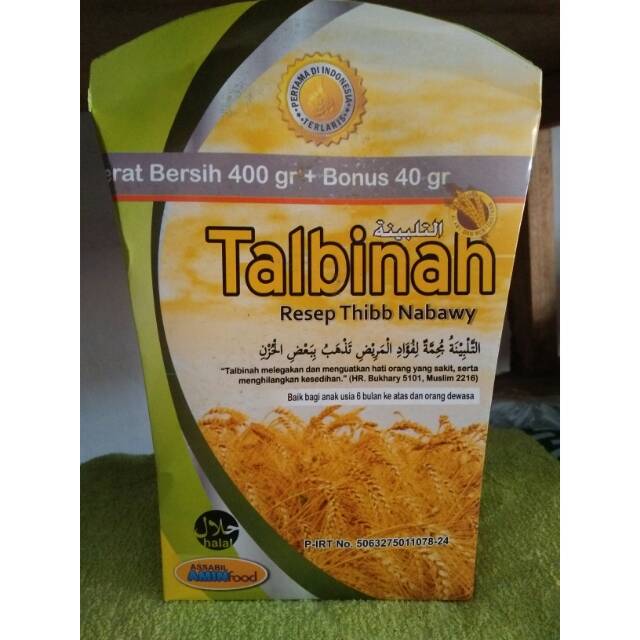 PERTAMA DI INDONESIA
TERLARIS
erat Bersih 400 gr + Bonus 40 gr
التلبينة
Talbinah
Resep Thibb Nabawy
التَّلْبِيْنَةُ مُجِمَّةٌ لِفُؤَادِ الْمَرِيْضِ تَذْهَبُ بِبَعْضِ الْحُزْنِ
"Talbinah melegakan dan menguatkan hati orang yang sakit, serta
menghilangkan kesedihan." (HR. Bukhary 5101, Muslim 2216)
Baik bagi anak usia 6 bulan ke atas dan orang dewasa
حلال
halal
P-IRT No. 5063275011078-24
ASSABIL
AMINfood